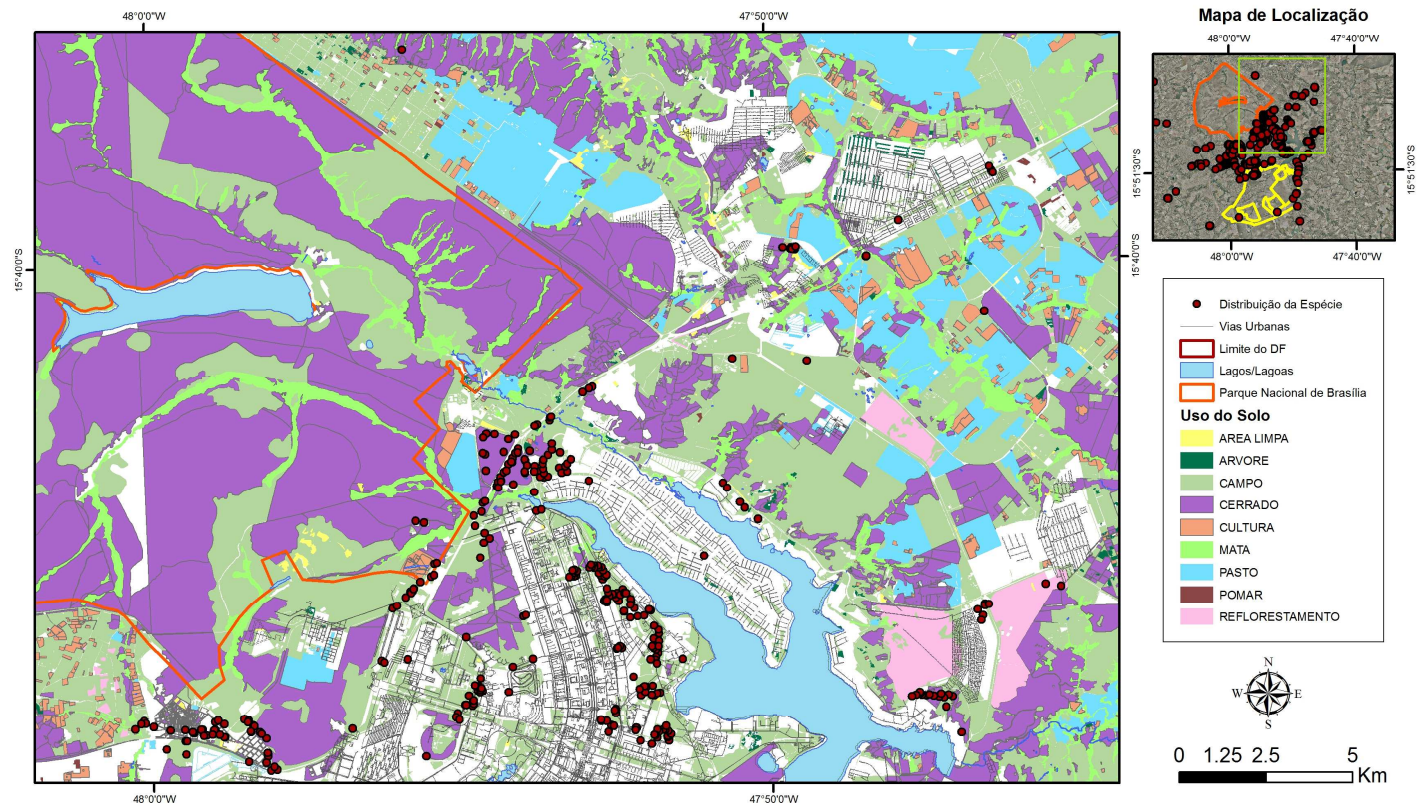 48°0'0"W
47°50'0"W
15°40'0"S
15°40'0"S
48°0'0"W
47°50'0"W
Mapa de Localização
48°0'0"W
47°40'0"W
15°51'30"S
15°51'30"S
48°0'0"W
47°40'0"W
Distribuição da Espécie
Vias Urbanas
Limite do DF
Lagos/Lagoas
Parque Nacional de Brasília
Uso do Solo
AREA LIMPA
ARVORE
CAMPO
CERRADO
CULTURA
MATA
PASTO
POMAR
REFLORESTAMENTO
N
W E
S
0 1.25 2.5 5
Km